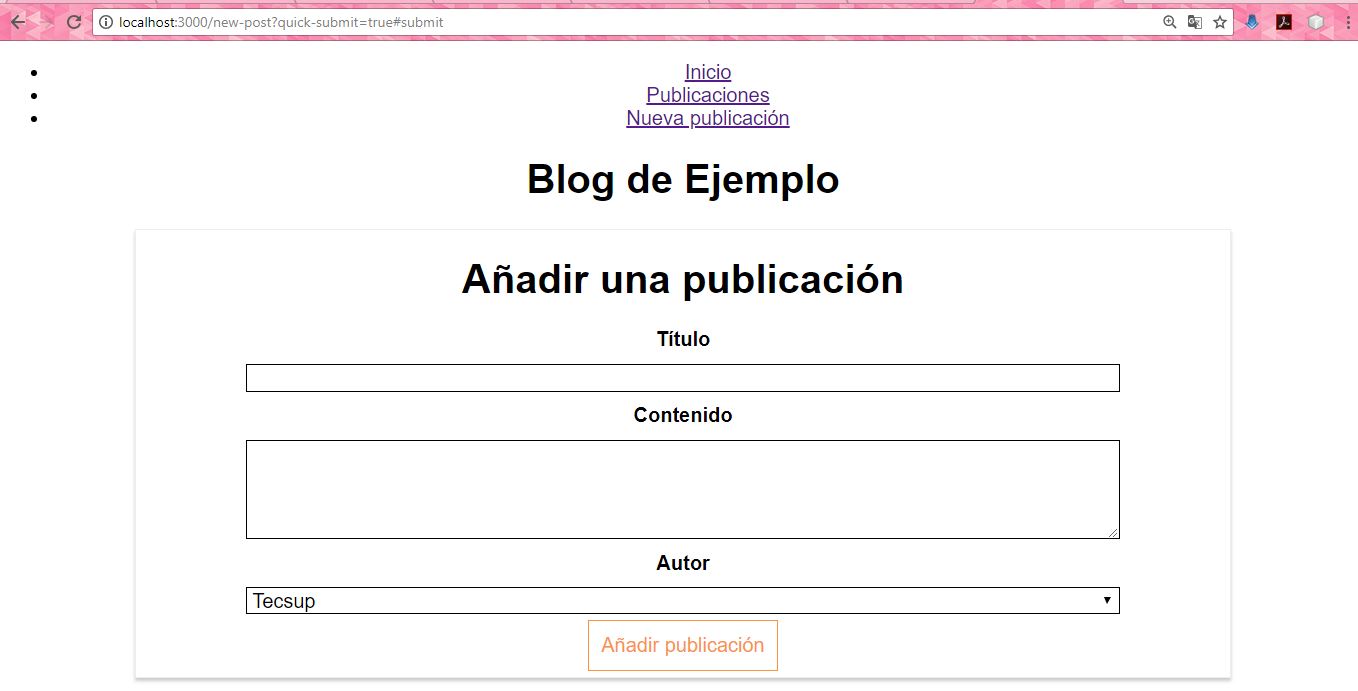 localhost:3000/new-post?quick-submit=true#submit
Inicio
Publicaciones
Nueva publicación
Blog de Ejemplo
Añadir una publicación
Título
Contenido
Autor
Tecsup
Añadir publicación